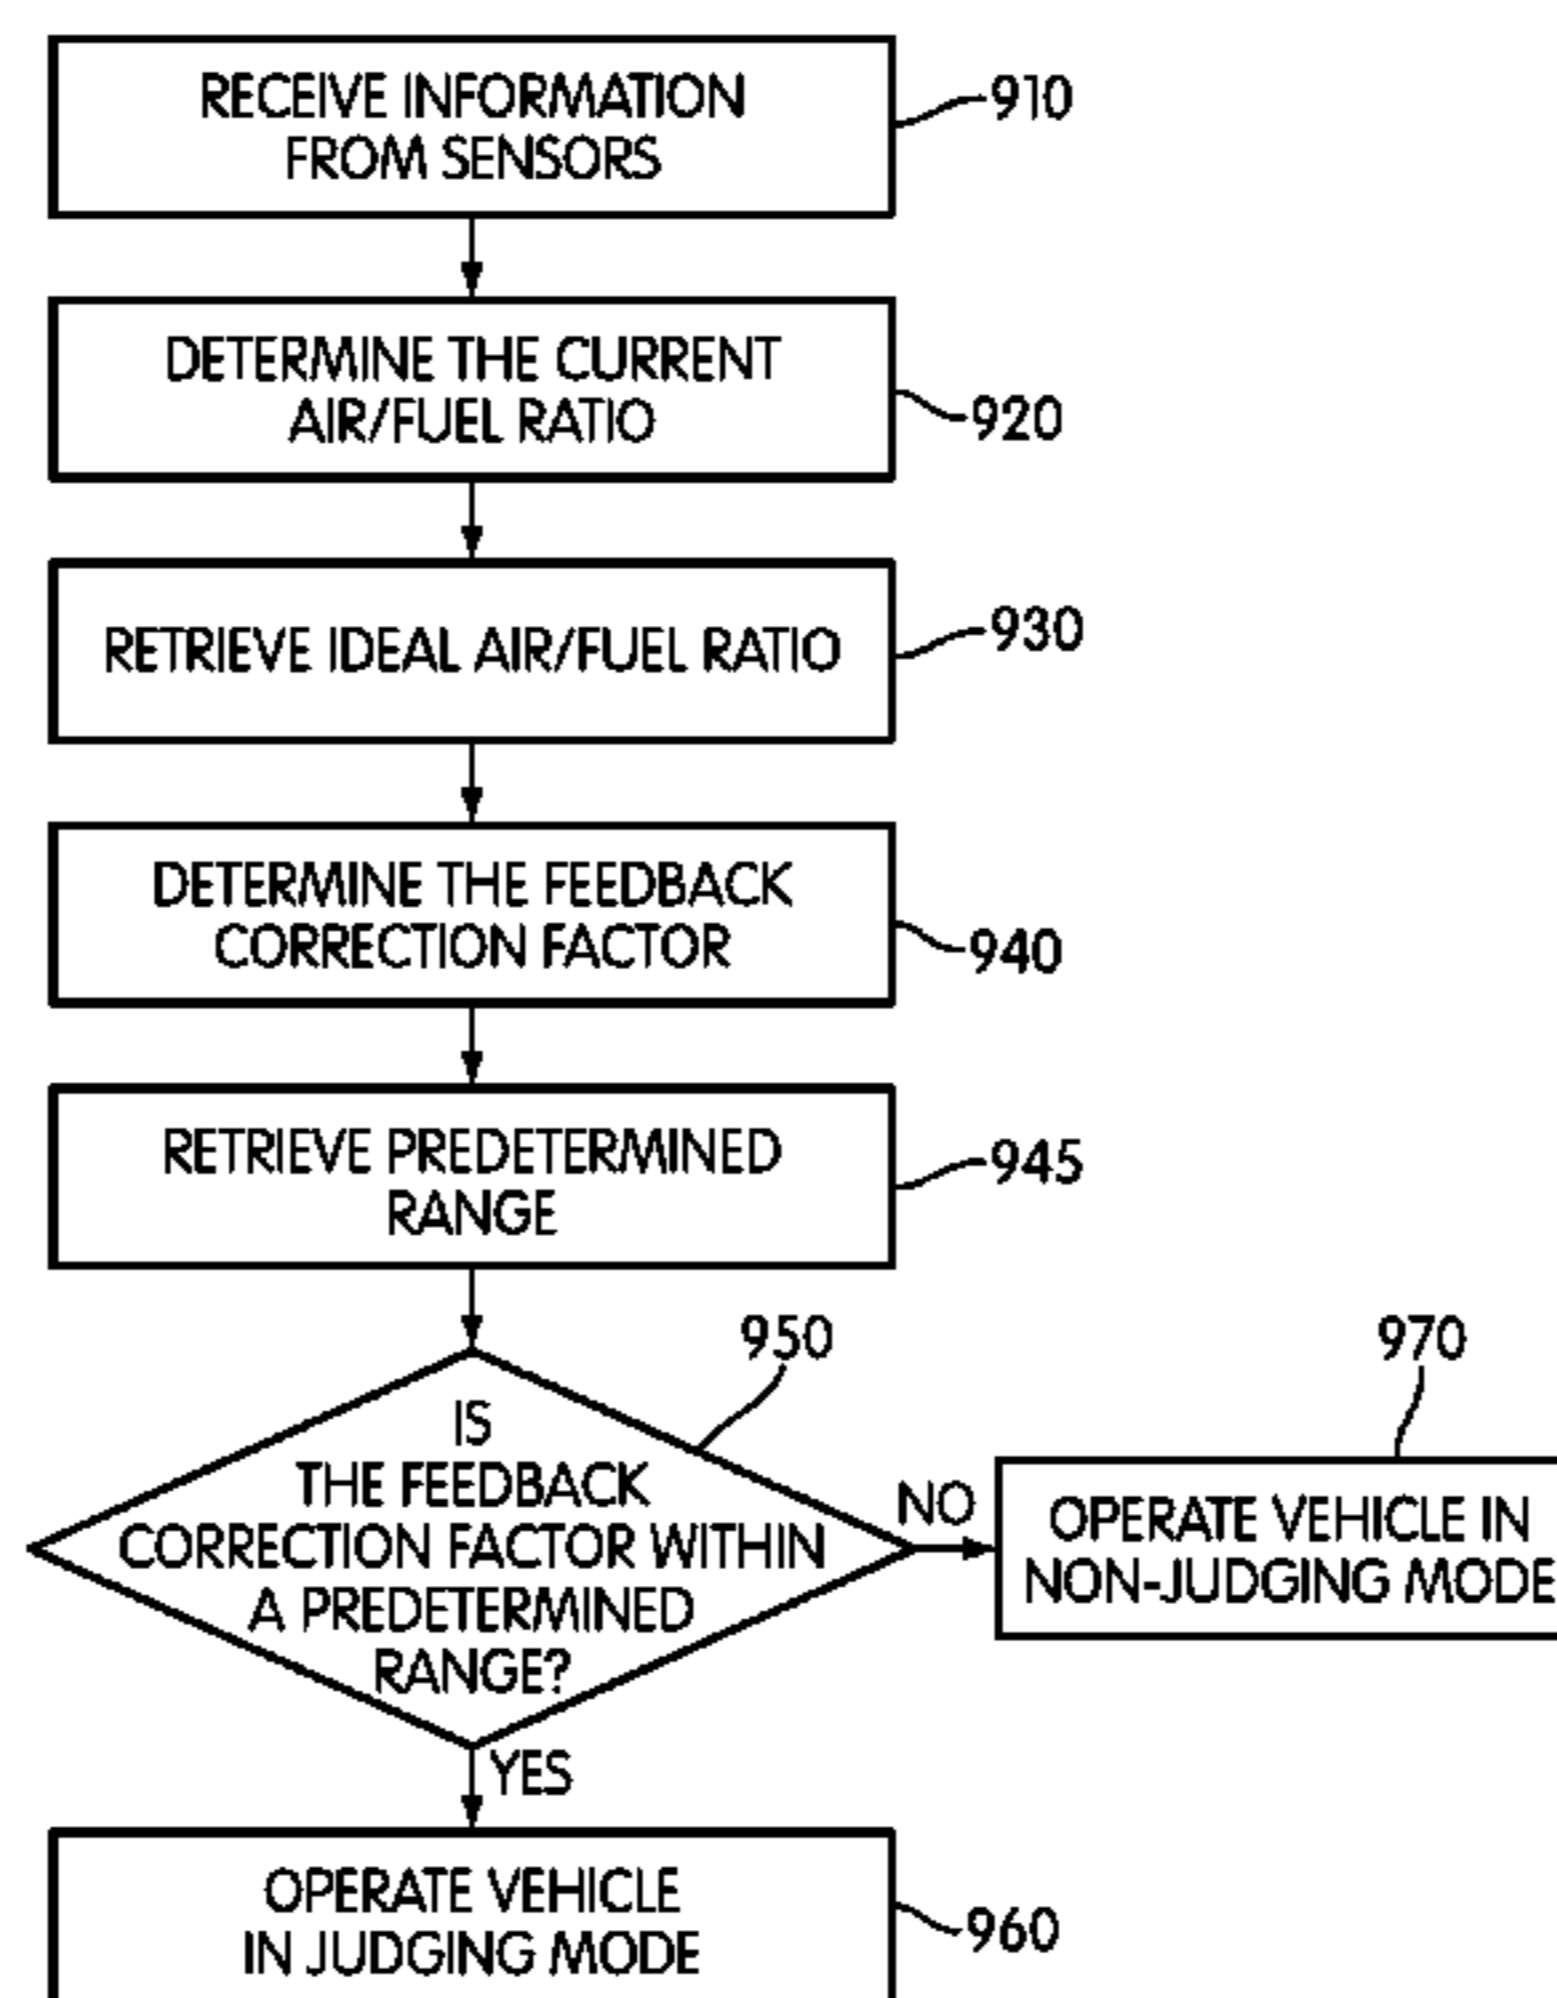 RECEIVE INFORMATION
FROM SENSORS
910
DETERMINE THE CURRENT
AIR/FUEL RATIO
920
RETRIEVE IDEAL AIR/FUEL RATIO
930
DETERMINE THE FEEDBACK
CORRECTION FACTOR
940
RETRIEVE PREDETERMINED
RANGE
945
950
IS
THE FEEDBACK
CORRECTION FACTOR WITHIN
A PREDETERMINED
RANGE?
NO
970
OPERATE VEHICLE IN
NON-JUDGING MODE
YES
OPERATE VEHICLE
IN JUDGING MODE
960